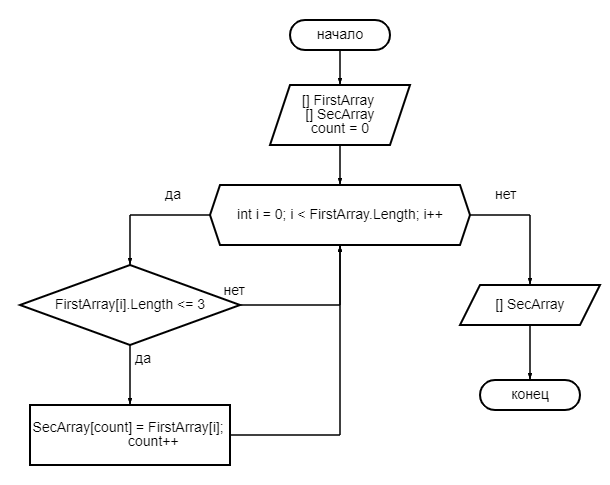 начало
[] FirstArray
[] SecArray
count = 0
да
int i = 0; i < FirstArray.Length; i++
нет
FirstArray[i].Length <= 3
нет
[] SecArray
да
конец
SecArray[count] = FirstArray[i];
count++